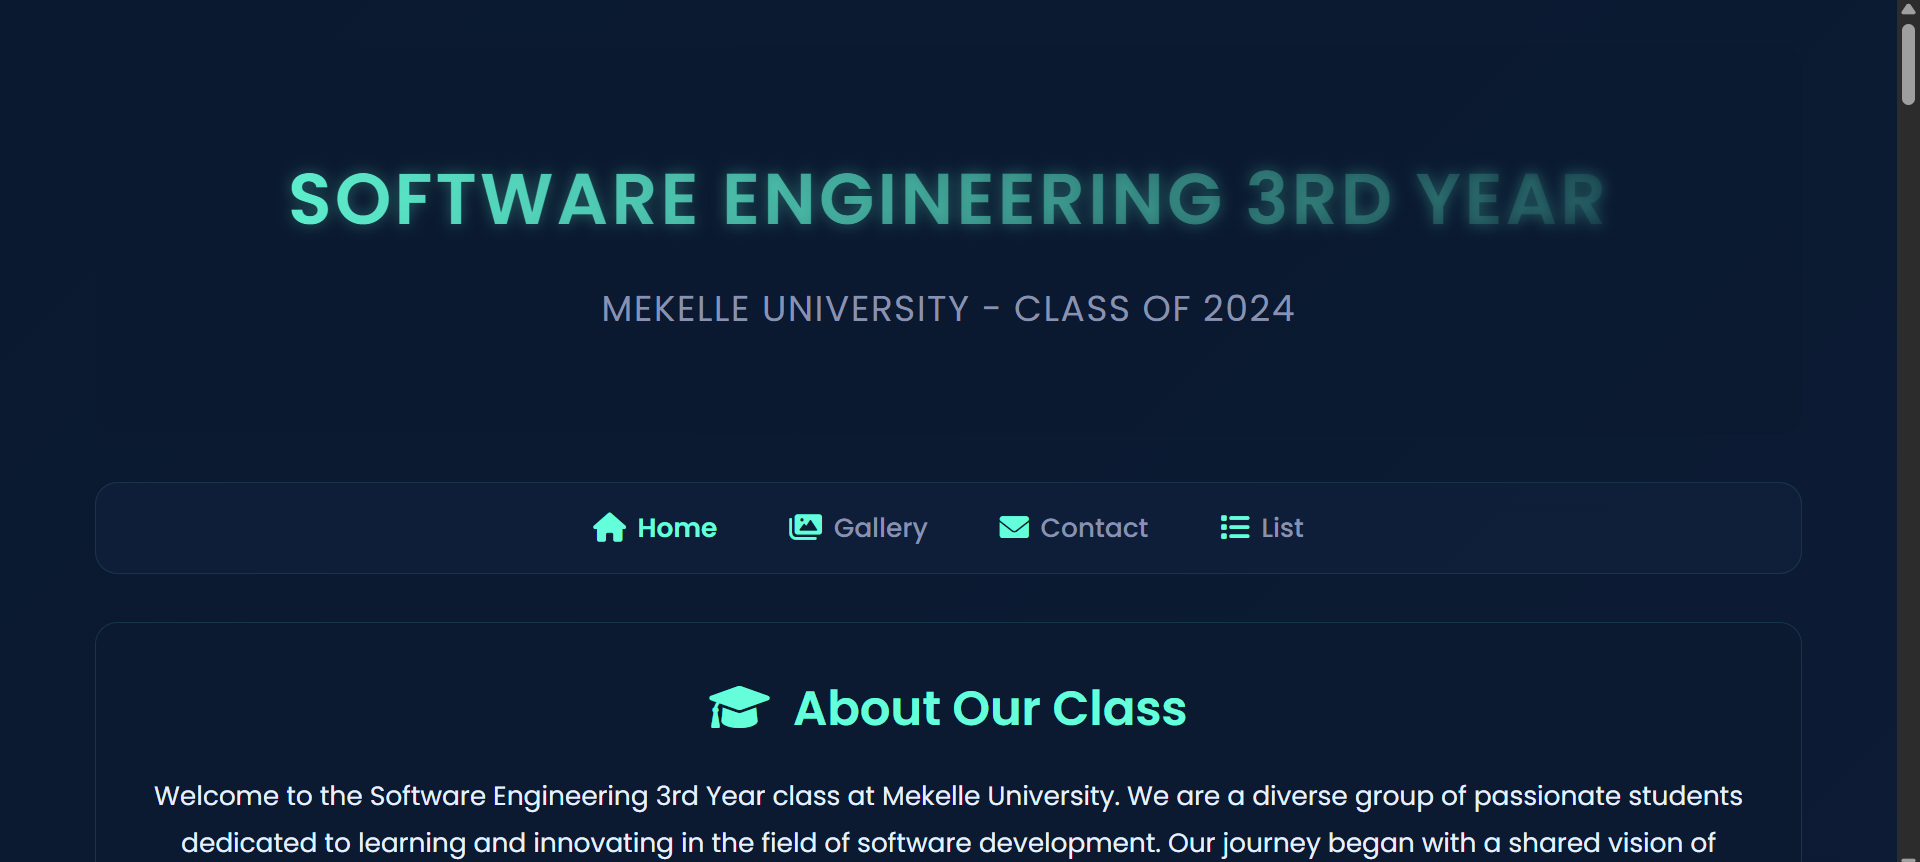 SOFTWARE ENGINEERING 3RD YEAR
MEKELLE UNIVERSITY - CLASS OF 2024
Home Gallery Contact List
About Our Class
Welcome to the Software Engineering 3rd Year class at Mekelle University. We are a diverse group of passionate students
dedicated to learning and innovating in the field of software development. Our journey began with a shared vision of